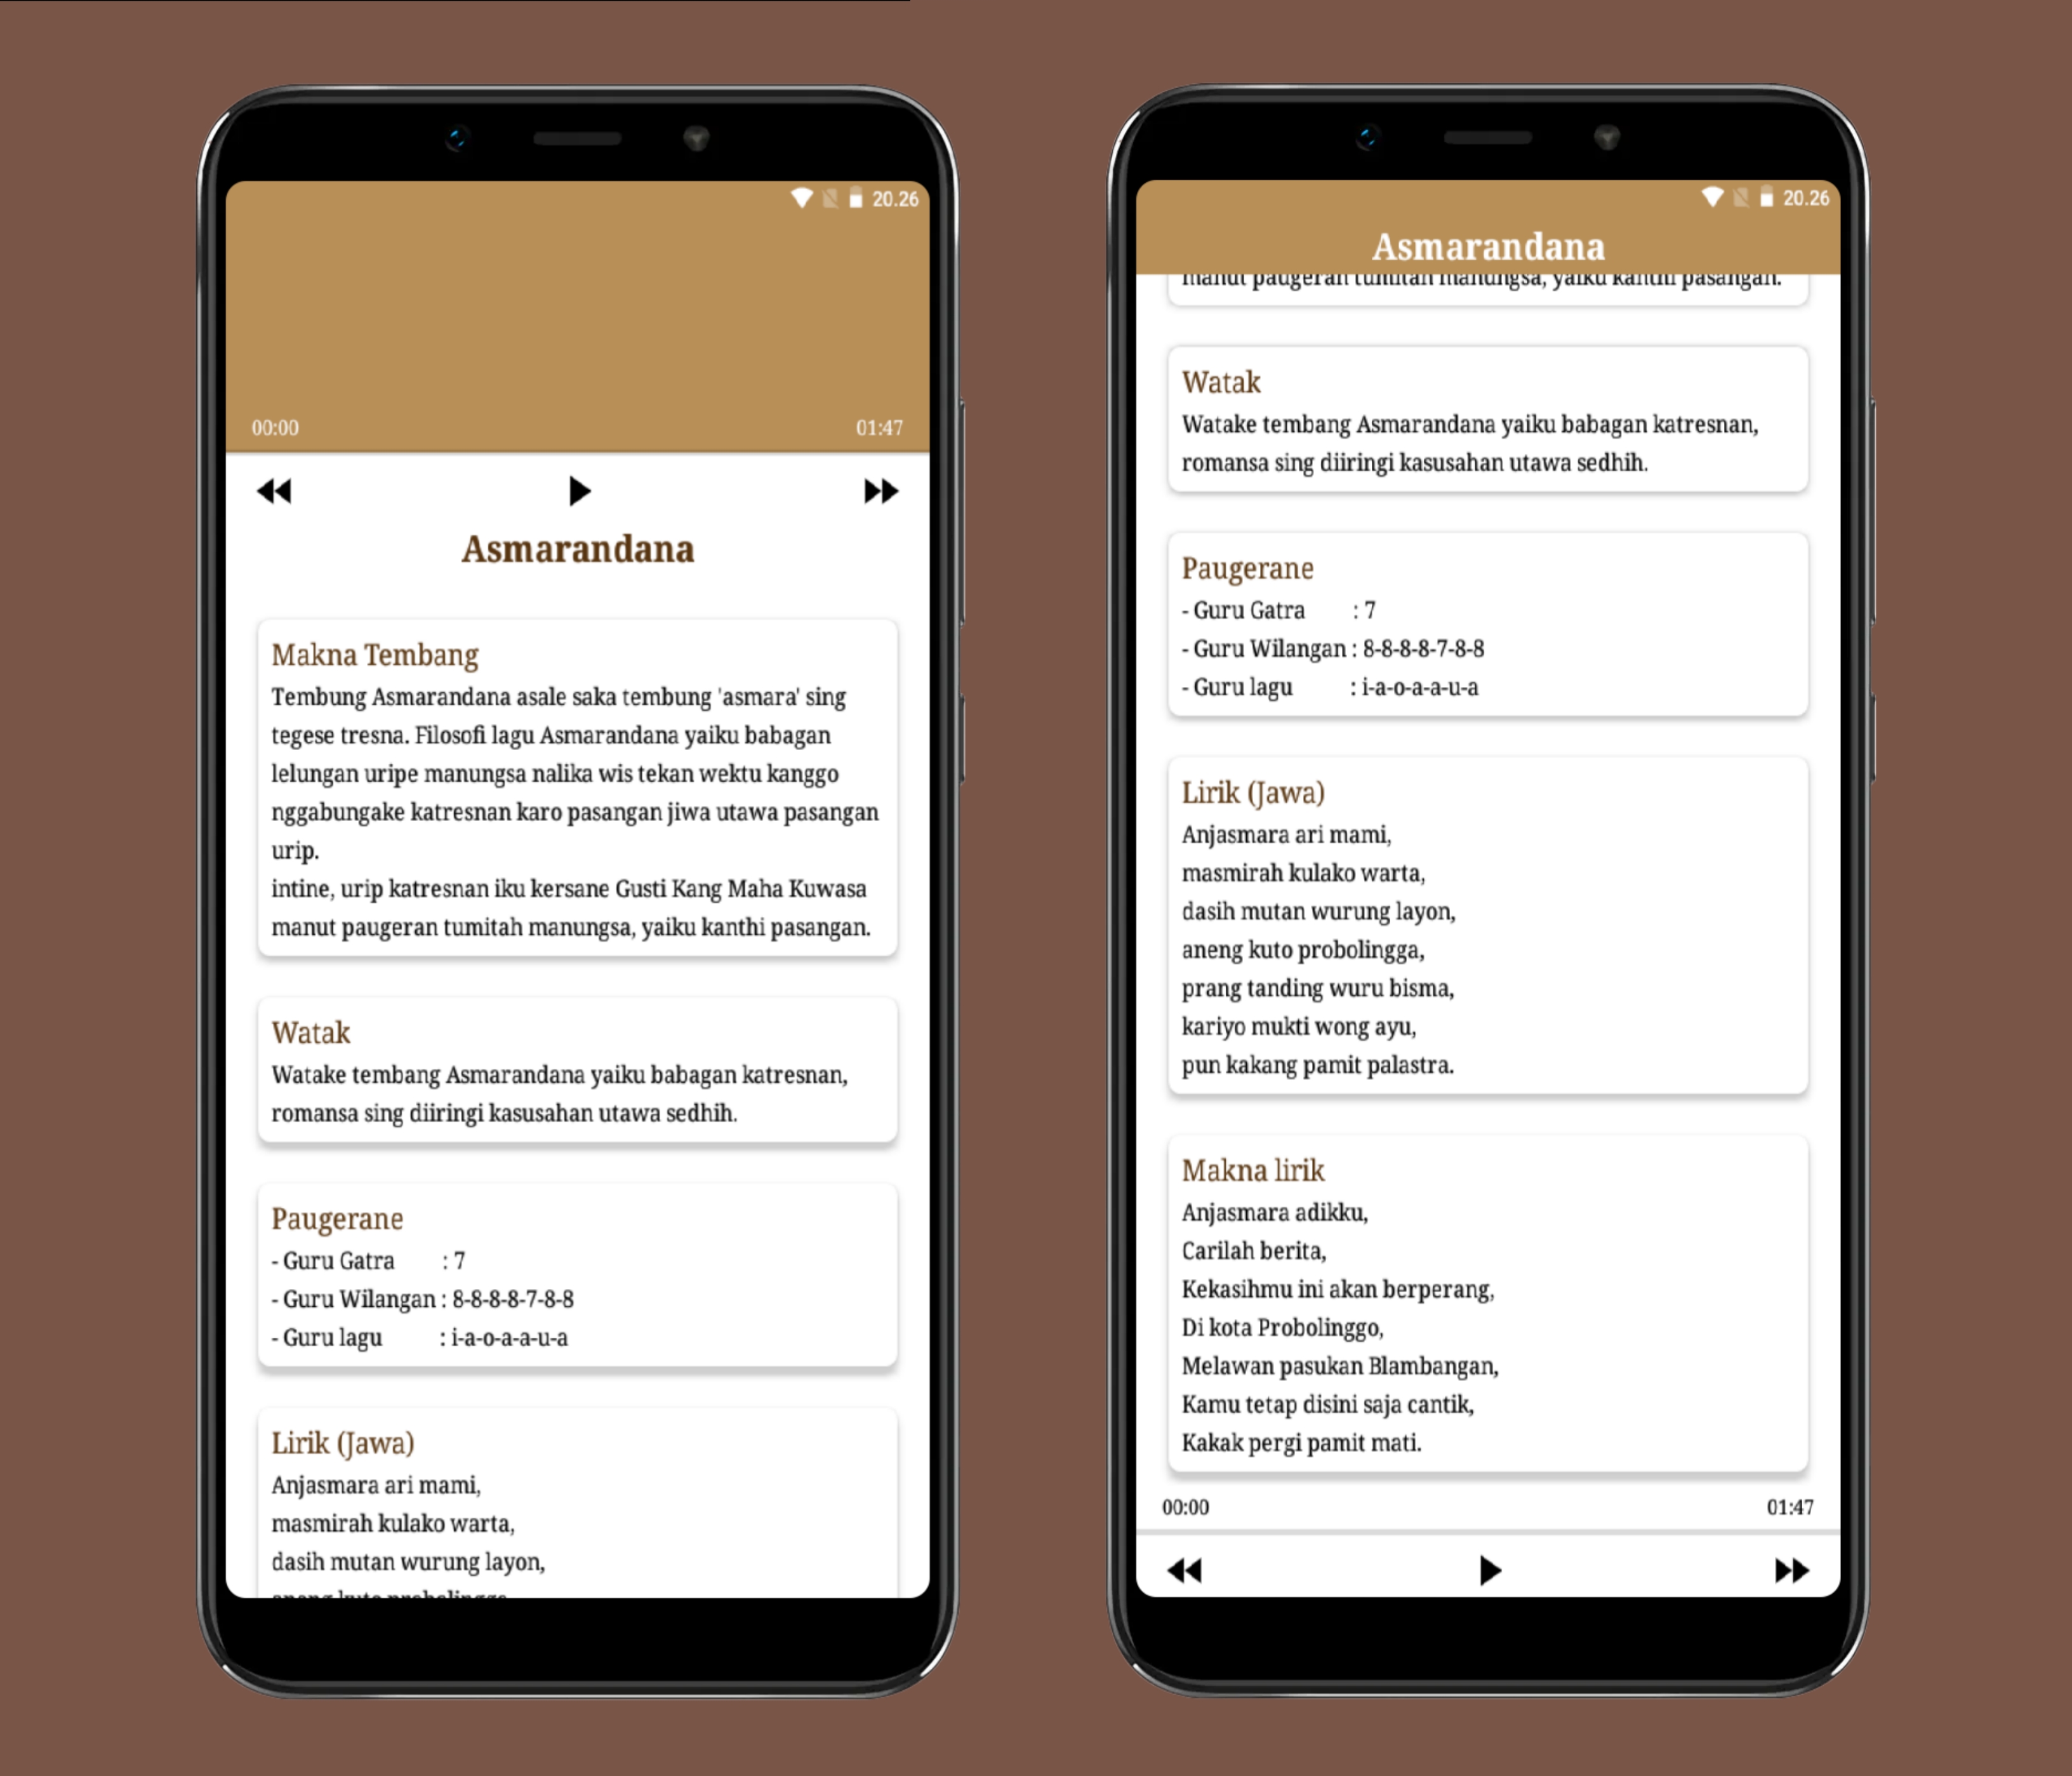 20.26
00:00 01:47
Asmarandana
Makna Tembang
Tembung Asmarandana asale saka tembung 'asmara' sing
tegese tresna. Filosofi lagu Asmarandana yaiku babagan
lelungan uripe manungsa nalika wis tekan wektu kanggo
nggabungake katresnan karo pasangan jiwa utawa pasangan
urip.
intine, urip katresnan iku kersane Gusti Kang Maha Kuwasa
manut paugeran tumitah manungsa, yaiku kanthi pasangan.
Watak
Watake tembang Asmarandana yaiku babagan katresnan,
romansa sing diiringi kasusahan utawa sedhih.
Paugerane
- Guru Gatra : 7
- Guru Wilangan : 8-8-8-8-7-8-8
- Guru lagu : i-a-o-a-a-u-a
Lirik (Jawa)
Anjasmara ari mami,
masmirah kulako warta,
dasih mutan wurung layon,
aneng kuto probolingga
20.26
Asmarandana
manut paugeran tumitah manungsa, yaiku kanthi pasangan.
Watak
Watake tembang Asmarandana yaiku babagan katresnan,
romansa sing diiringi kasusahan utawa sedhih.
Paugerane
- Guru Gatra : 7
- Guru Wilangan : 8-8-8-8-7-8-8
- Guru lagu : i-a-o-a-a-u-a
Lirik (Jawa)
Anjasmara ari mami,
masmirah kulako warta,
dasih mutan wurung layon,
aneng kuto probolingga,
prang tanding wuru bisma,
kariyo mukti wong ayu,
pun kakang pamit palastra.
Makna lirik
Anjasmara adikku,
Carilah berita,
Kekasihmu ini akan berperang,
Di kota Probolinggo,
Melawan pasukan Blambangan,
Kamu tetap disini saja cantik,
Kakak pergi pamit mati.
00:00 01:47